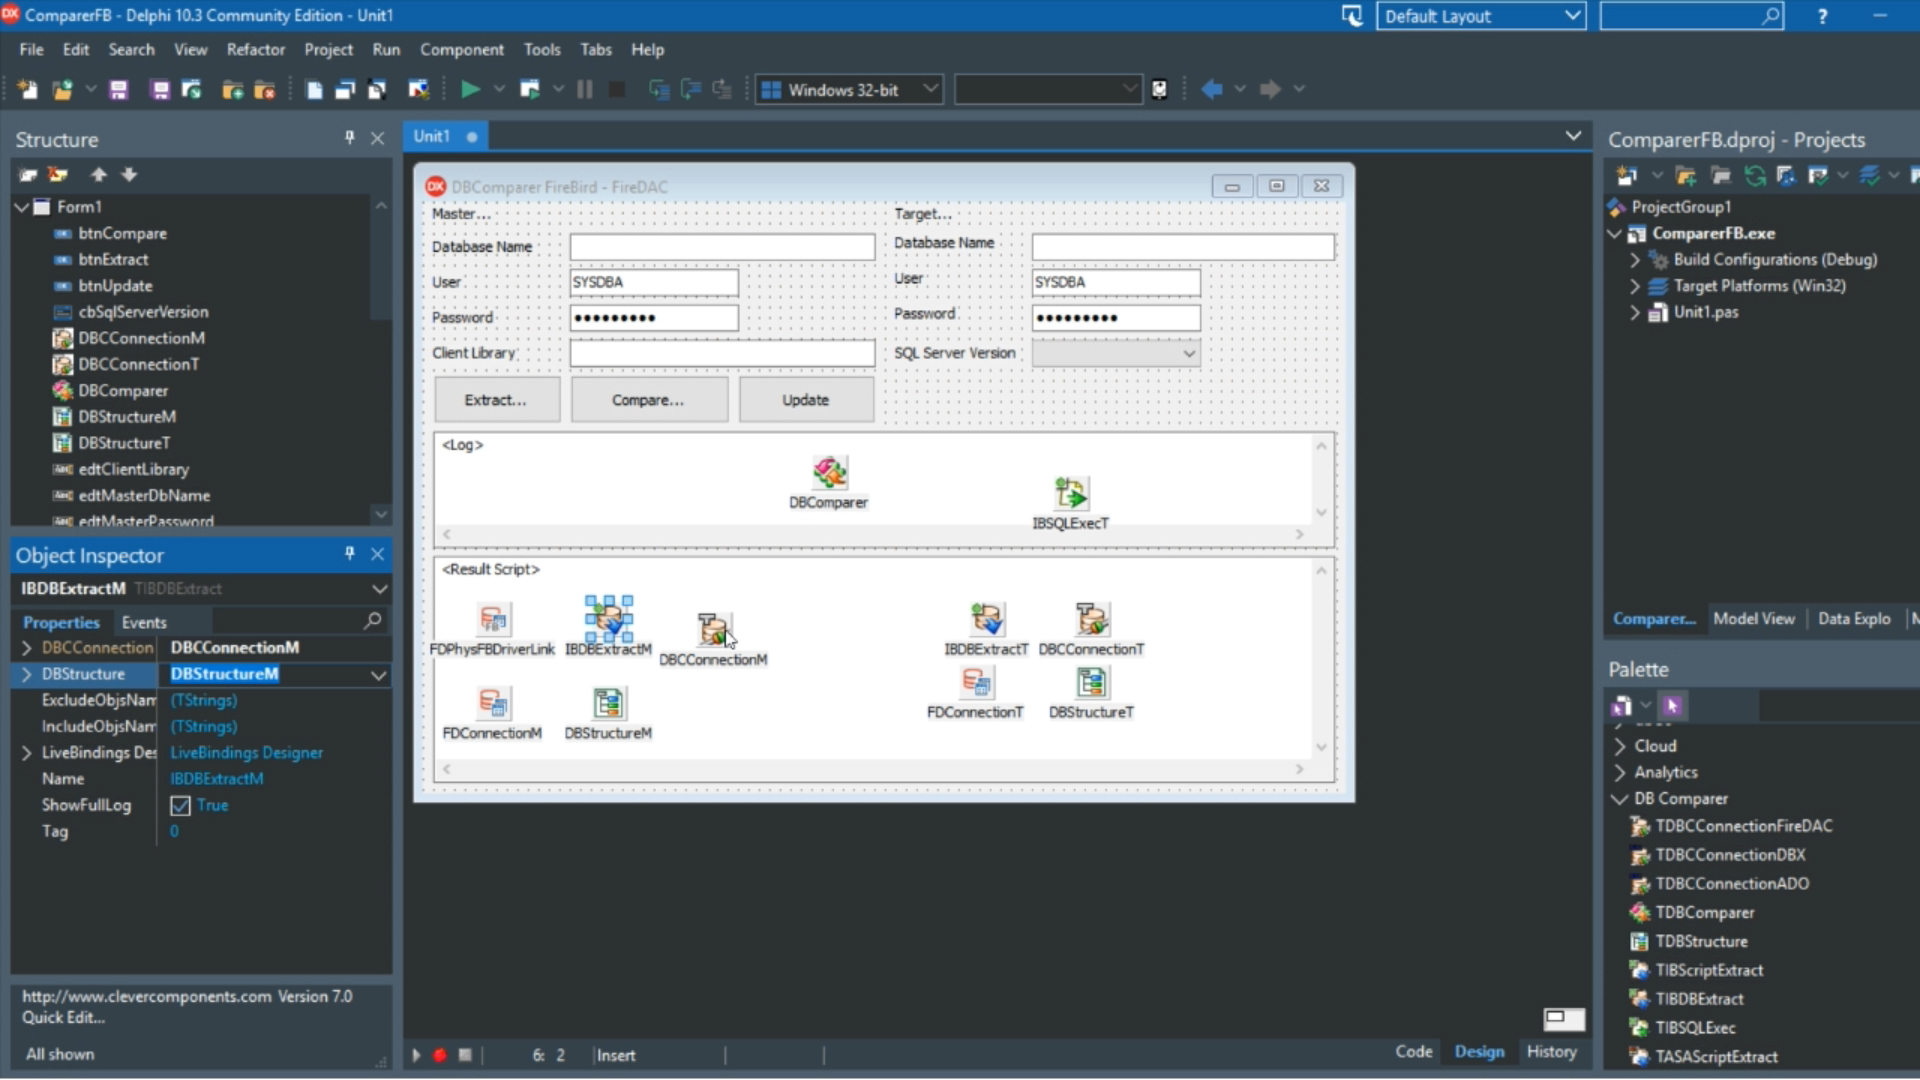 ComparerFB - Delphi 10.3 Community Edition - Unit1
Default Layout
?
File Edit Search View Refactor Project Run Component Tools Tabs Help
Windows 32-bit
Structure
Form1
btnCompare
btnExtract
btnUpdate
cbSqlServerVersion
DBCConnectionM
DBCConnectionT
DBComparer
DBStructureM
DBStructureT
edtClientLibrary
edtMasterDbName
edtMasterPassword
Object Inspector
IBDBExtractM TIBDBExtract
Properties Events
DBCConnection DBCConnectionM
DBStructure DBStructureM
ExcludeObjsNam (TStrings)
IncludeObjsNam (TStrings)
LiveBindings Des LiveBindings Designer
Name IBDBExtractM
ShowFullLog True
Tag 0
http://www.clevercomponents.com Version 7.0
Quick Edit...
All shown
Unit1
DBComparer FireBird - FireDAC
Master... Target...
Database Name Database Name
User SYSDBA User SYSDBA
Password ●●●●●●●●● Password ●●●●●●●●●
Client Library SQL Server Version
Extract... Compare... Update
<Log>
DBComparer
IBSQLExecT
<Result Script>
FDPhysFBDriverLink IBDBExtractM DBCConnectionM IBDBExtractT DBCConnectionT
FDConnectionM DBStructureM FDConnectionT DBStructureT
6: 2 Insert
Code Design History
ComparerFB.dproj - Projects
ProjectGroup1
ComparerFB.exe
Build Configurations (Debug)
Target Platforms (Win32)
Unit1.pas
Comparer... Model View Data Explo
Palette
Cloud
Analytics
DB Comparer
TDBCConnectionFireDAC
TDBCConnectionDBX
TDBCConnectionADO
TDBComparer
TDBStructure
TIBScriptExtract
TIBDBExtract
TIBSQLExec
TASAScriptExtract